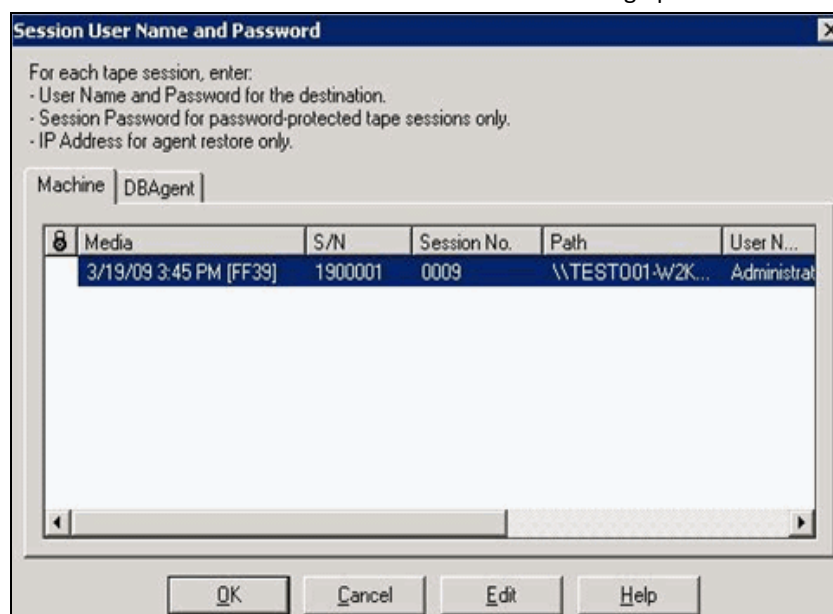 Session User Name and Password
For each tape session, enter:
- User Name and Password for the destination.
- Session Password for password-protected tape sessions only.
- IP Address for agent restore only.
Machine DBAgent
Media S/N Session No. Path User N...
3/19/09 3:45 PM [FF39] 1900001 0009 \\TEST001-W2K... Administrat
OK Cancel Edit Help